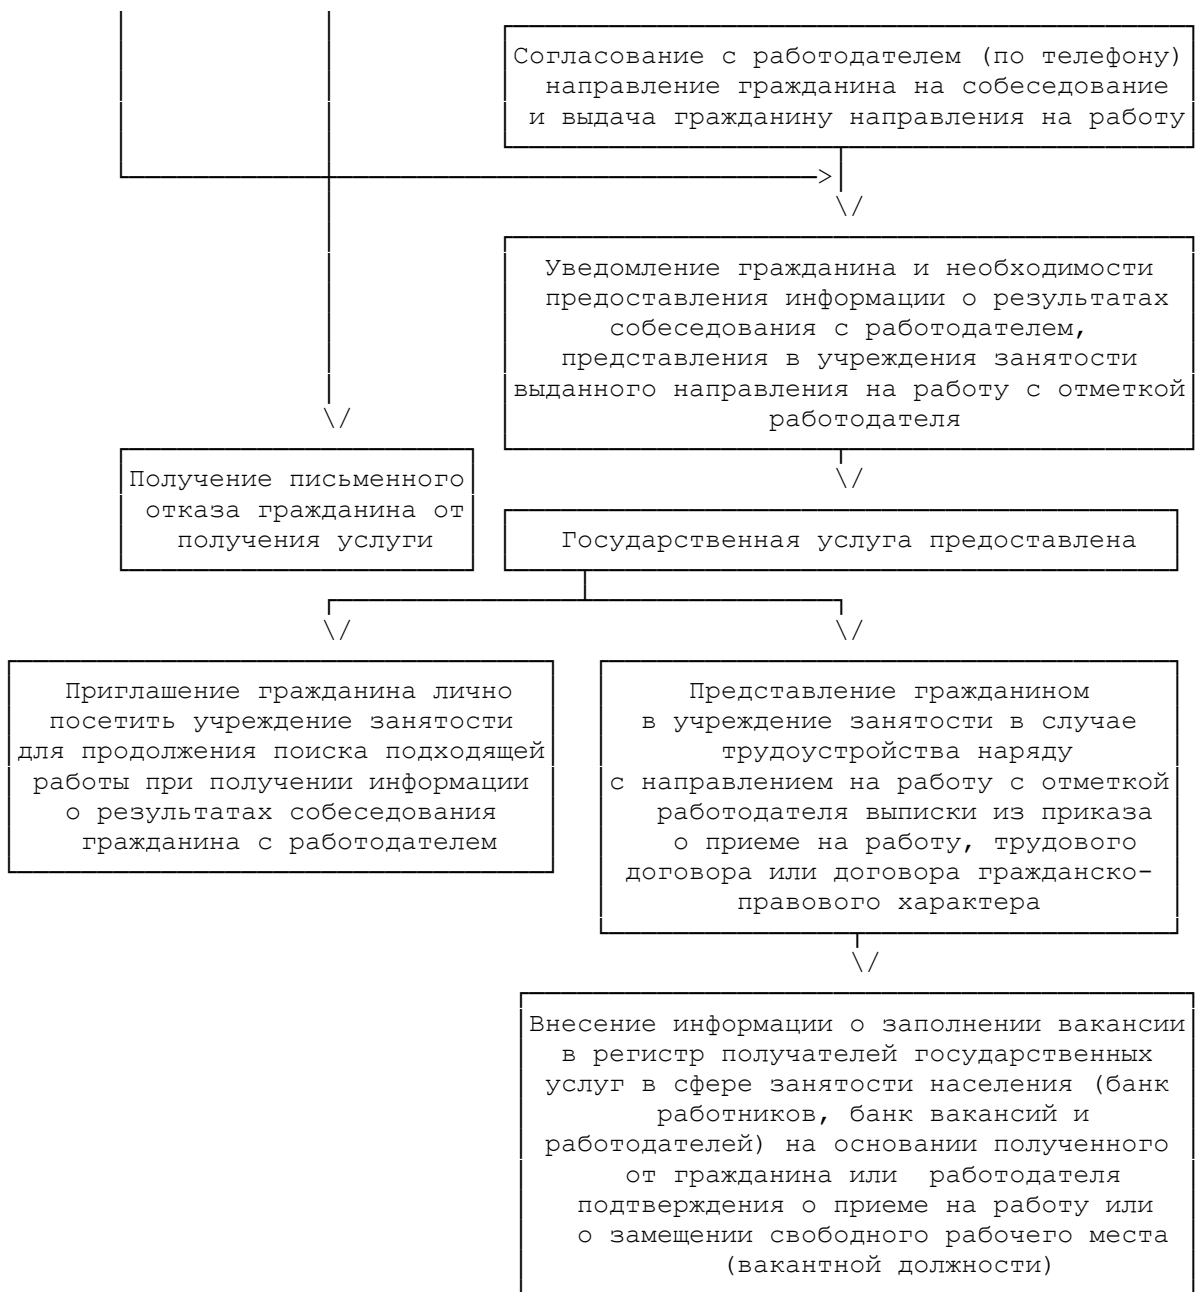 Согласование с работодателем (по телефону)
направление гражданина на собеседование
и выдача гражданину направления на работу
Уведомление гражданина и необходимости
предоставления информации о результатах
собеседования с работодателем,
представления в учреждения занятости
выданного направления на работу с отметкой
работодателя
Получение письменного
отказа гражданина от
получения услуги
Государственная услуга предоставлена
Приглашение гражданина лично
посетить учреждение занятости
для продолжения поиска подходящей
работы при получении информации
о результатах собеседования
гражданина с работодателем
Представление гражданином
в учреждение занятости в случае
трудоустройства наряду
с направлением на работу с отметкой
работодателя выписки из приказа
о приеме на работу, трудового
договора или договора гражданско-
правового характера
Внесение информации о заполнении вакансии
в регистр получателей государственных
услуг в сфере занятости населения (банк
работников, банк вакансий и
работодателей) на основании полученного
от гражданина или работодателя
подтверждения о приеме на работу или
о замещении свободного рабочего места
(вакантной должности)